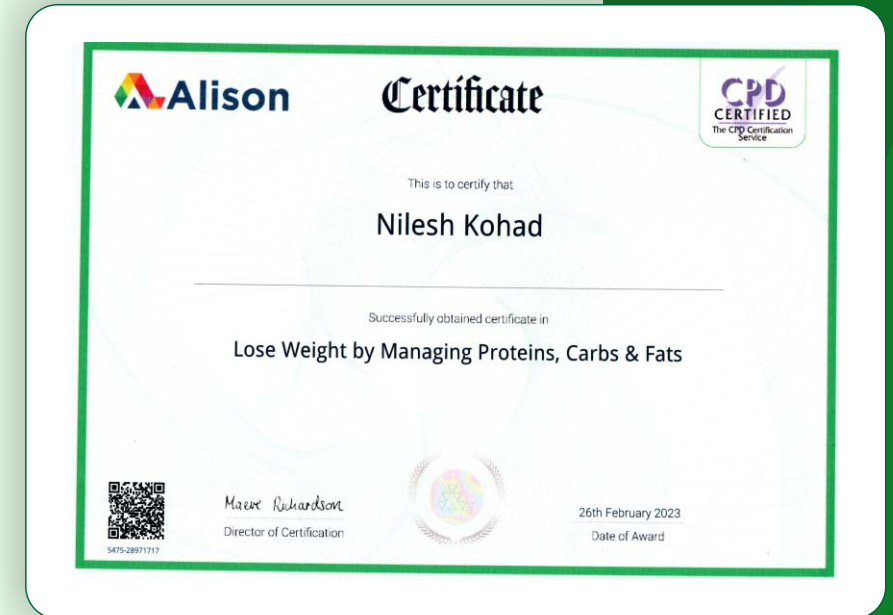 Alison
Certificate
CPD
CERTIFIED
The CPD Certification
Service
This is to certify that
Nilesh Kohad
Successfully obtained certificate in
Lose Weight by Managing Proteins, Carbs & Fats
Maeve Richardson
Director of Certification
26th February 2023
Date of Award
5475-28971717